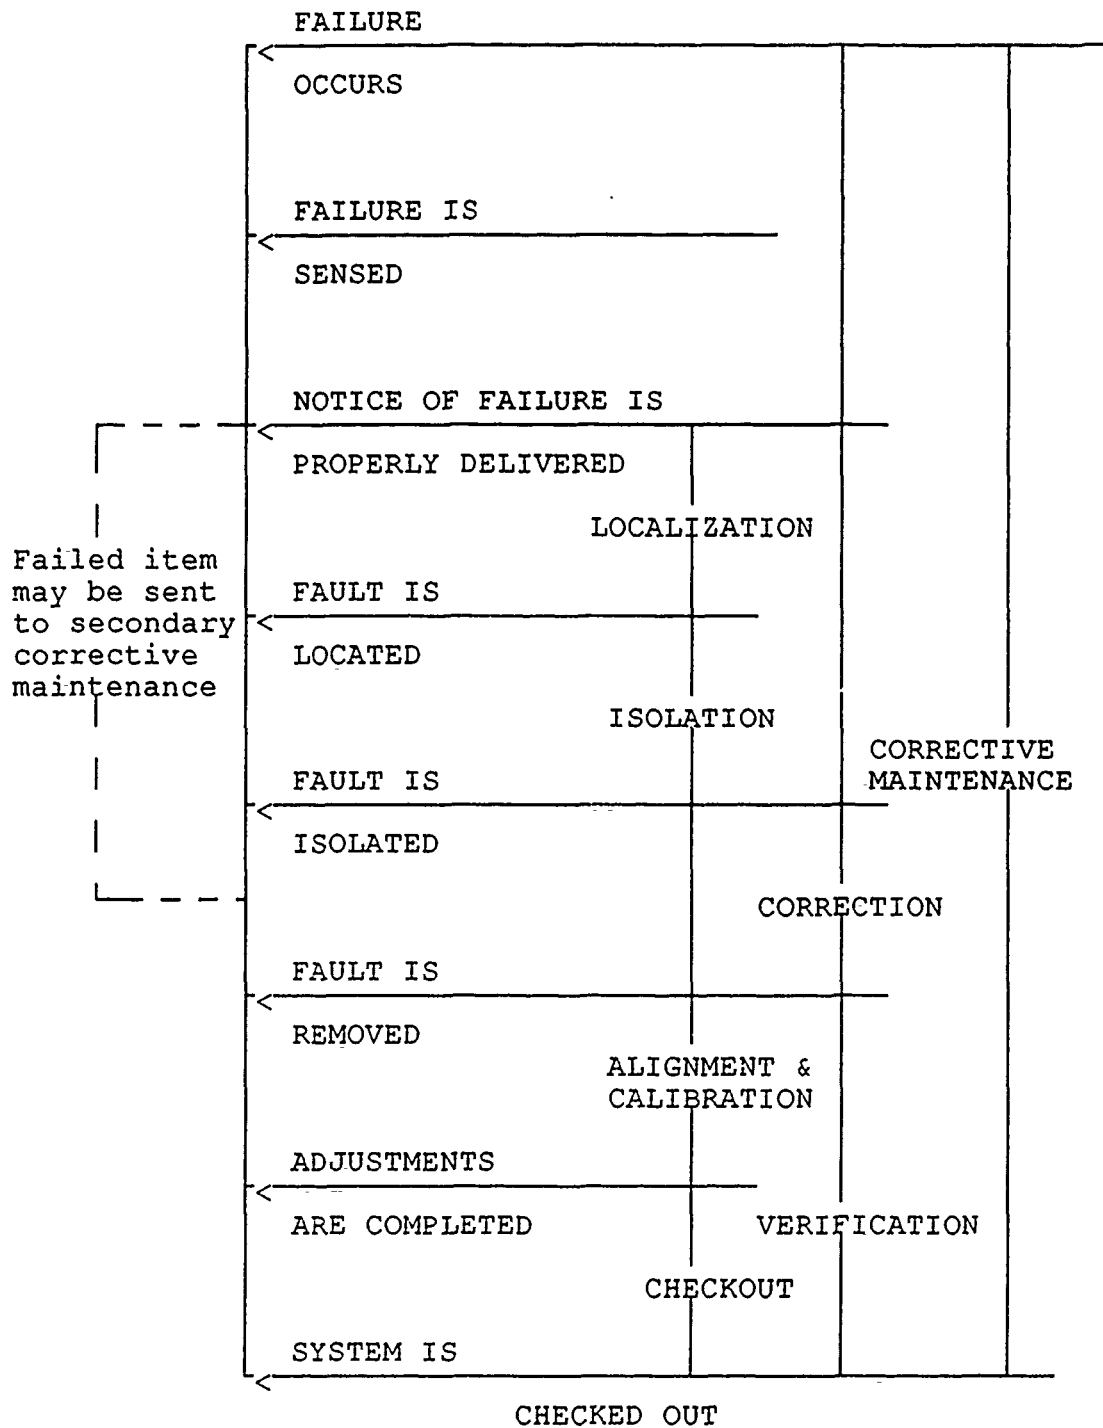 FAILURE
OCCURS
FAILURE IS
SENSED
NOTICE OF FAILURE IS
PROPERLY DELIVERED
LOCALIZATION
Failed item
may be sent
to secondary
corrective
maintenance
FAULT IS
LOCATED
ISOLATION
CORRECTIVE
MAINTENANCE
FAULT IS
ISOLATED
CORRECTION
FAULT IS
REMOVED
ALIGNMENT &
CALIBRATION
ADJUSTMENTS
ARE COMPLETED
VERIFICATION
CHECKOUT
SYSTEM IS
CHECKED OUT